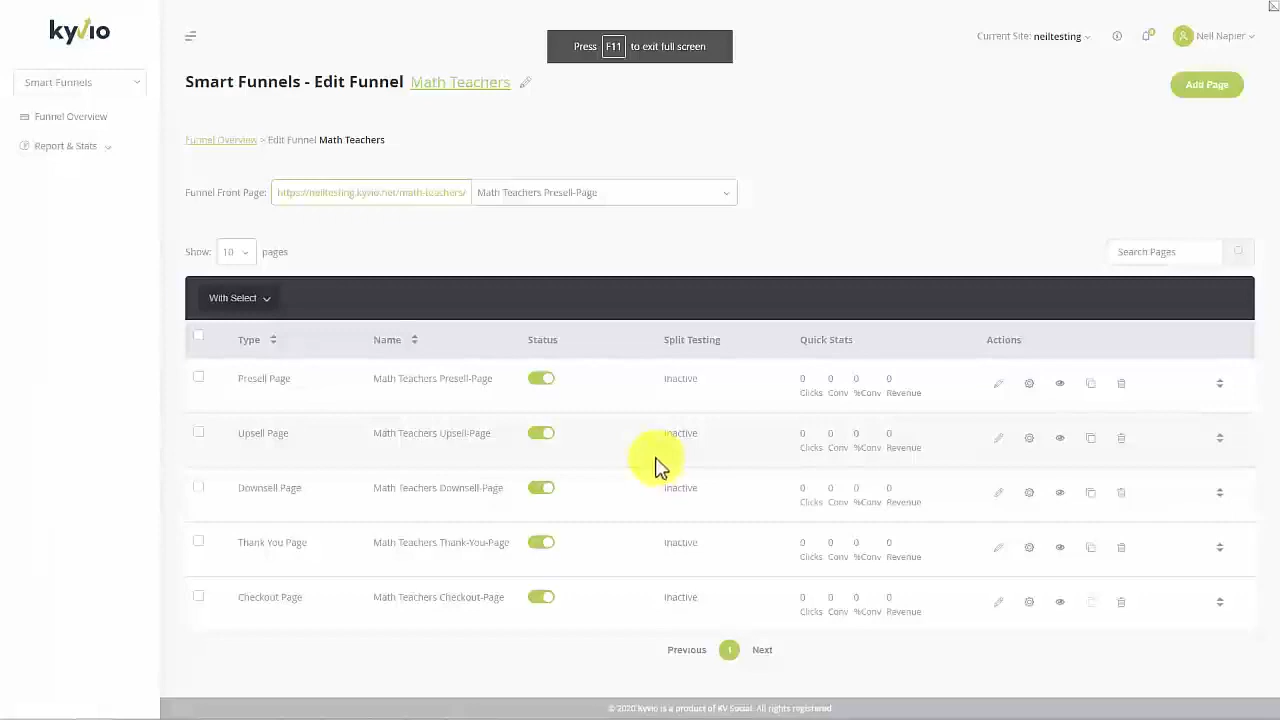 kyvio
Press F11 to exit full screen
Current Site: neiltesting
Neil Napier
Smart Funnels
Smart Funnels - Edit Funnel Math Teachers
Add Page
Funnel Overview
Report & Stats
Funnel Overview > Edit Funnel Math Teachers
Funnel Front Page: https://neiltesting.kyvio.net/math-teachers/ Math Teachers Presell-Page
Show: 10 pages
Search Pages
With Select
Type Name Status Split Testing Quick Stats Actions
Presell Page Math Teachers Presell-Page Inactive 0 0 0 0
Clicks Conv %Conv Revenue
Upsell Page Math Teachers Upsell-Page Inactive 0 0 0 0
Clicks Conv %Conv Revenue
Downsell Page Math Teachers Downsell-Page Inactive 0 0 0 0
Clicks Conv %Conv Revenue
Thank You Page Math Teachers Thank-You-Page Inactive 0 0 0 0
Clicks Conv %Conv Revenue
Checkout Page Math Teachers Checkout-Page Inactive 0 0 0 0
Clicks Conv %Conv Revenue
Previous 1 Next
© 2020 Kyvio is a product of KV Social. All rights registered